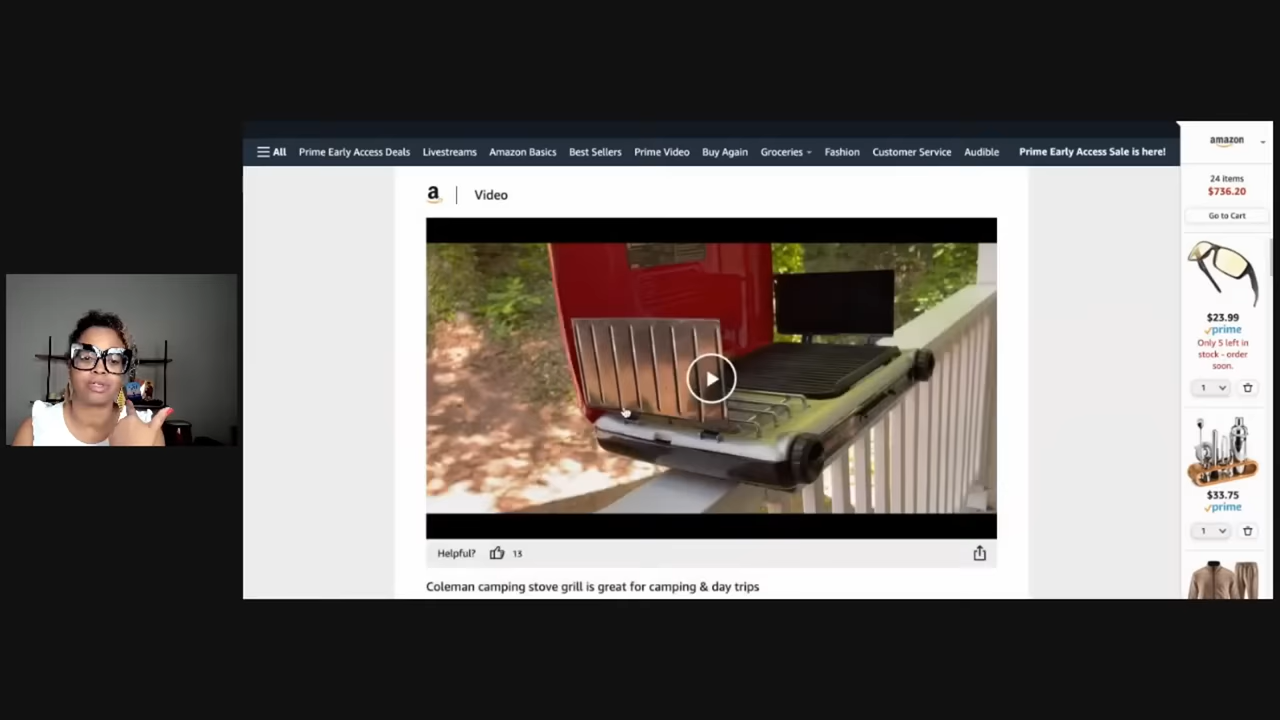 All Prime Early Access Deals Livestreams Amazon Basics Best Sellers Prime Video Buy Again Groceries Fashion Customer Service Audible Prime Early Access Sale is here!
a | Video
Helpful? 13
Coleman camping stove grill is great for camping & day trips
amazon
24 items
$736.20
Go to Cart
$23.99
prime
Only 5 left in
stock - order
soon.
1
$33.75
prime
1